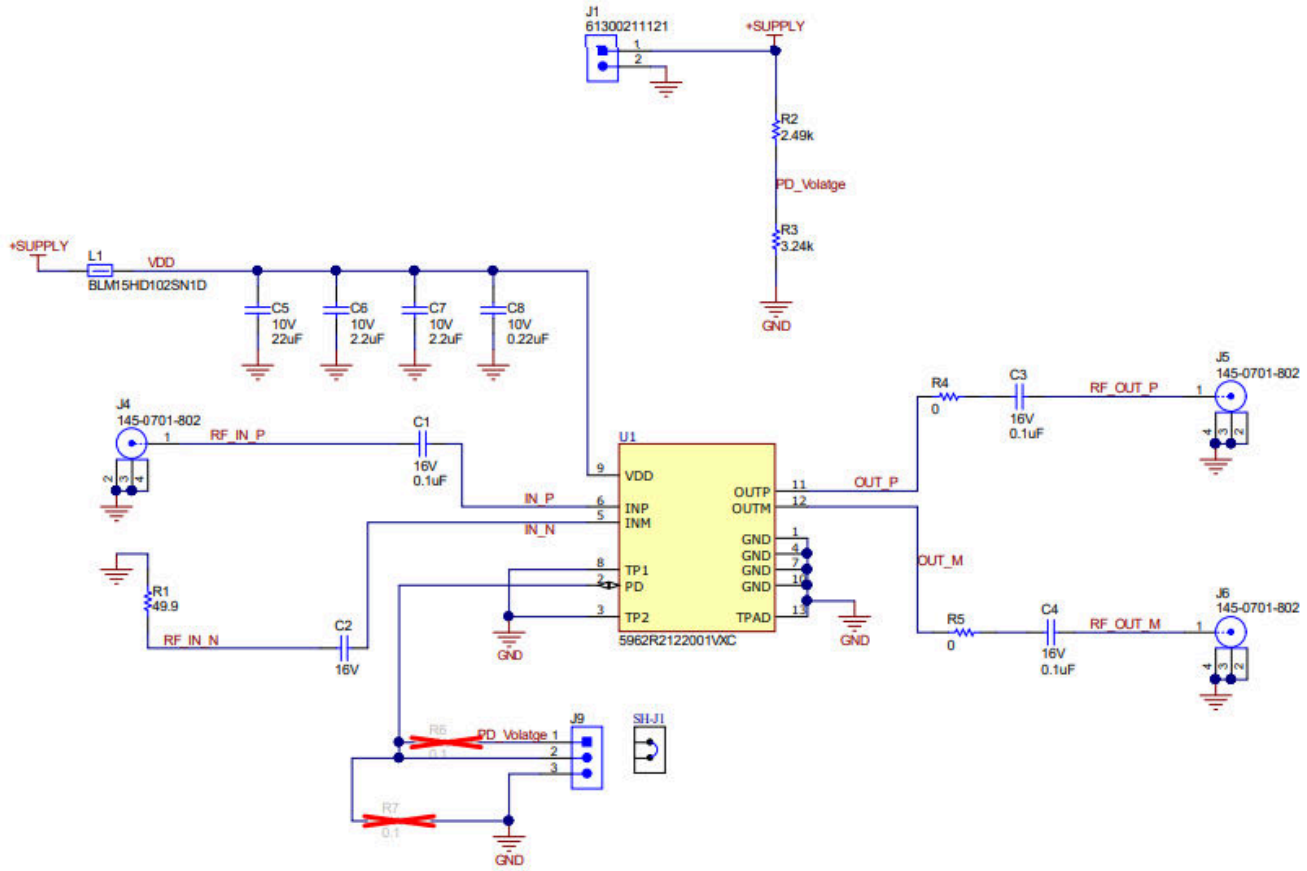 J1
61300211121
1
2
+SUPPLY
R2
2.49k
PD_Volatge
R3
3.24k
GND
+SUPPLY
L1
VDD
BLM15HD102SN1D
C5
10V
22uF
C6
10V
2.2uF
C7
10V
2.2uF
C8
10V
0.22uF
J4
145-0701-802
1
RF_IN_P
2
3
4
C1
16V
0.1uF
IN_P
IN_N
R1
49.9
RF_IN_N
C2
16V
U1
9
VDD
6
INP
5
INM
8
TP1
2
PD
3
TP2
OUTP
11
OUTM
12
GND
1
GND
4
GND
7
GND
10
TPAD
13
5962R2122001VXC
GND
GND
OUT_P
OUT_M
R4
0
C3
16V
0.1uF
RF_OUT_P
J5
145-0701-802
1
4
3
2
R5
0
C4
16V
0.1uF
RF_OUT_M
J6
145-0701-802
1
4
3
2
R6
0.1
PD_Volatge
J9
1
2
3
SH-J1
R7
0.1
GND